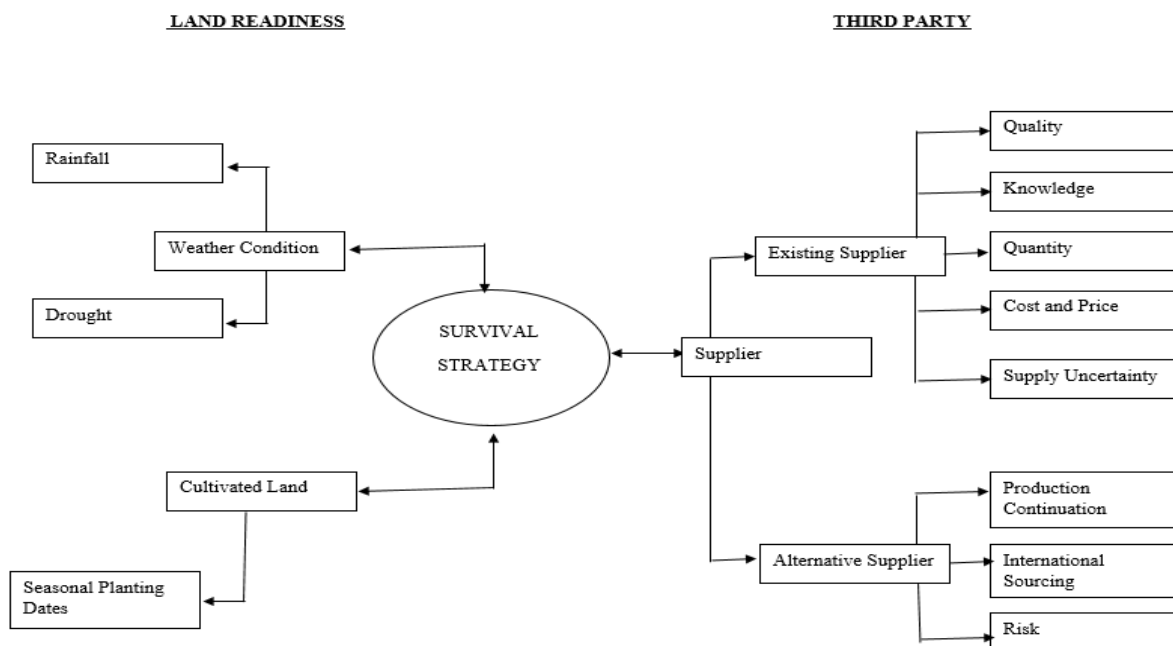 LAND READINESS
THIRD PARTY
Rainfall
Weather Condition
Drought
SURVIVAL
STRATEGY
Cultivated Land
Seasonal Planting
Dates
Supplier
Existing Supplier
Quality
Knowledge
Quantity
Cost and Price
Supply Uncertainty
Alternative Supplier
Production
Continuation
International
Sourcing
Risk